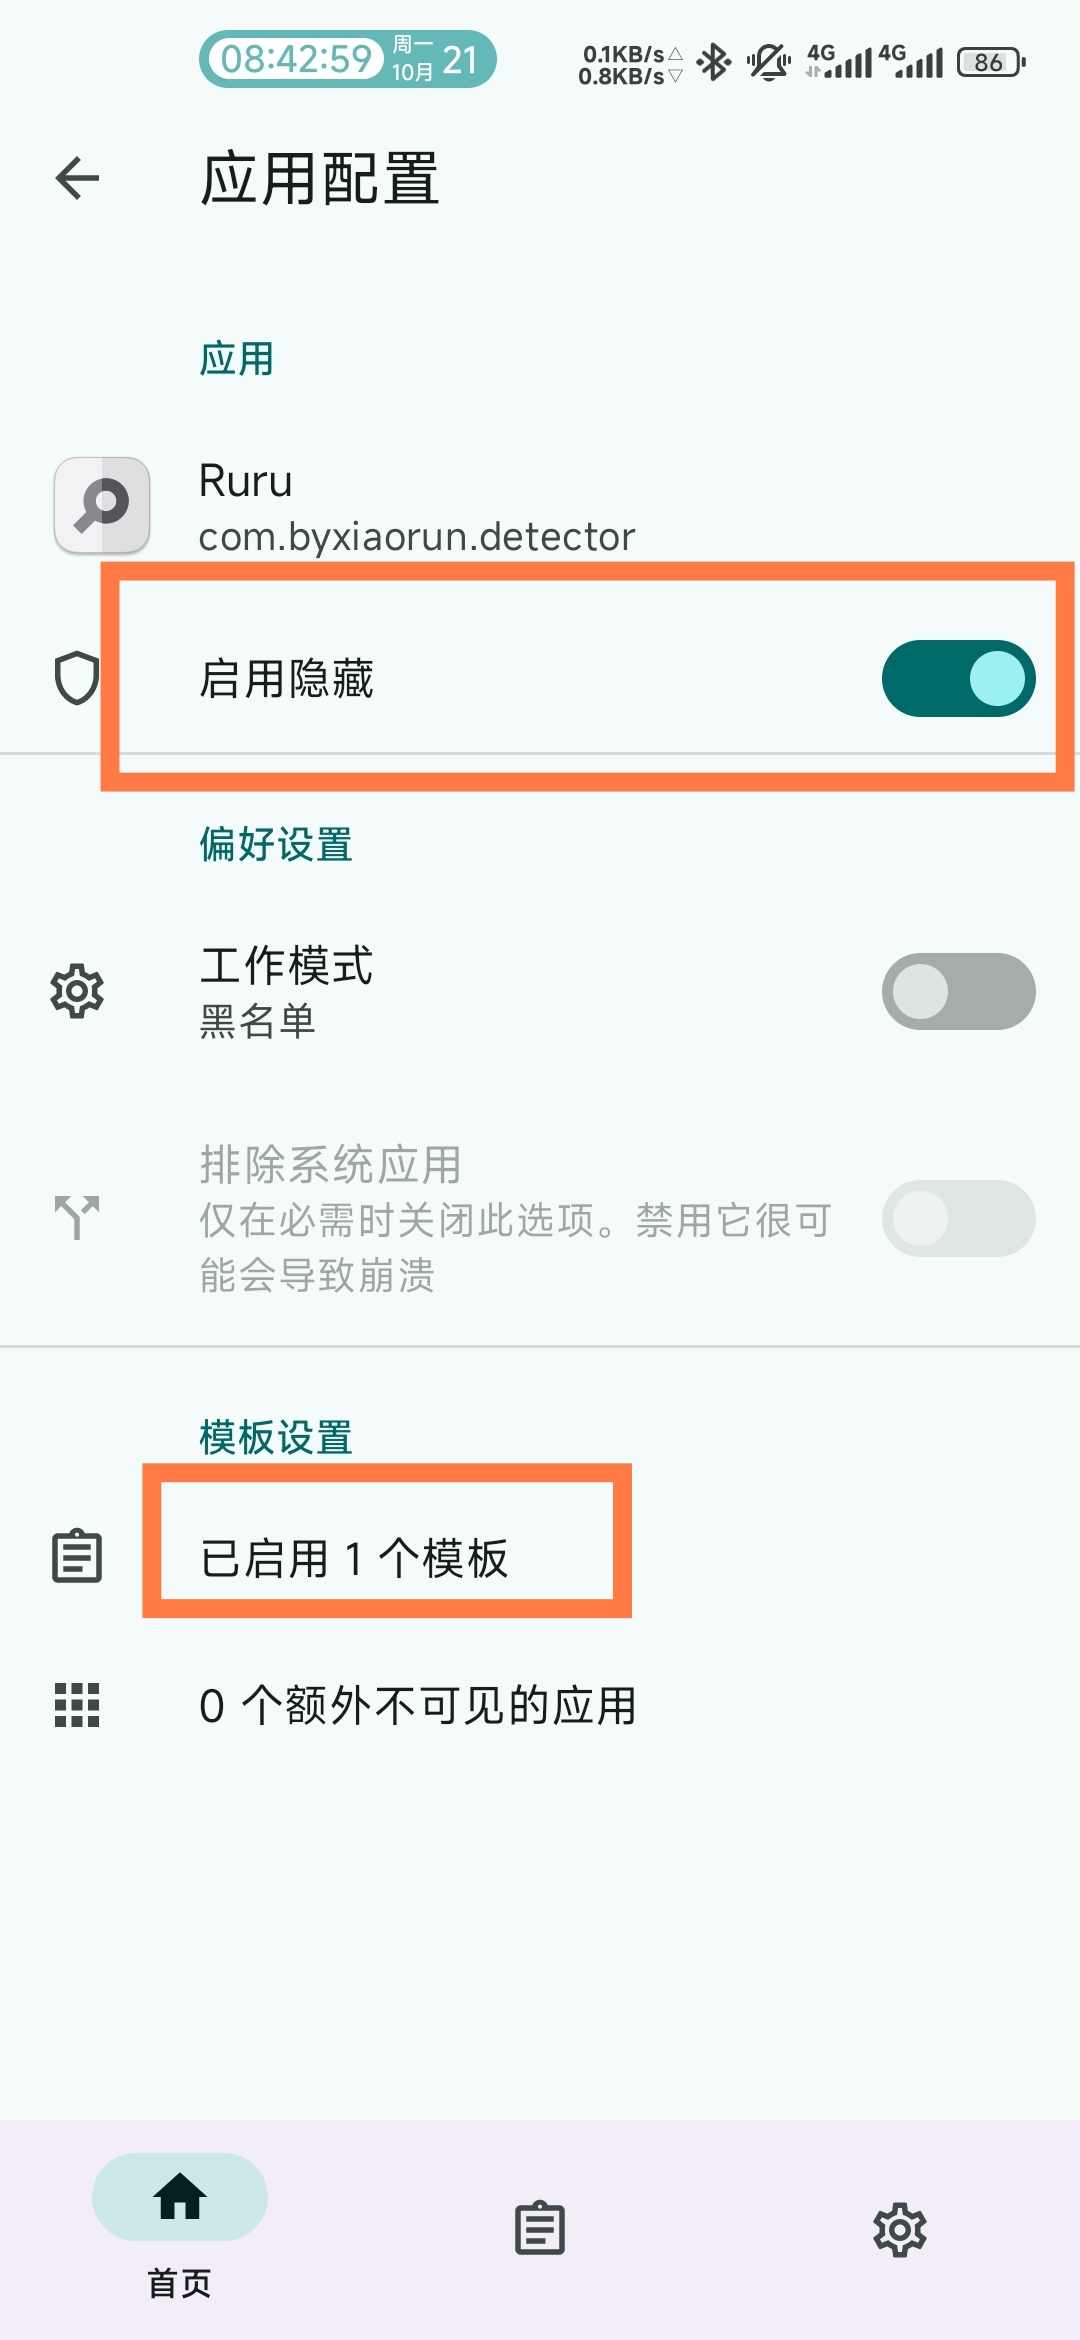 08:42:59
周一
10月
21
0.1KB/s△
0.8KB/s▽
4G
4G
86
应用配置
应用
Ruru
com.byxiaorun.detector
启用隐藏
偏好设置
工作模式
黑名单
排除系统应用
仅在必需时关闭此选项。禁用它很可
能会导致崩溃
模板设置
已启用 1 个模板
0 个额外不可见的应用
首页